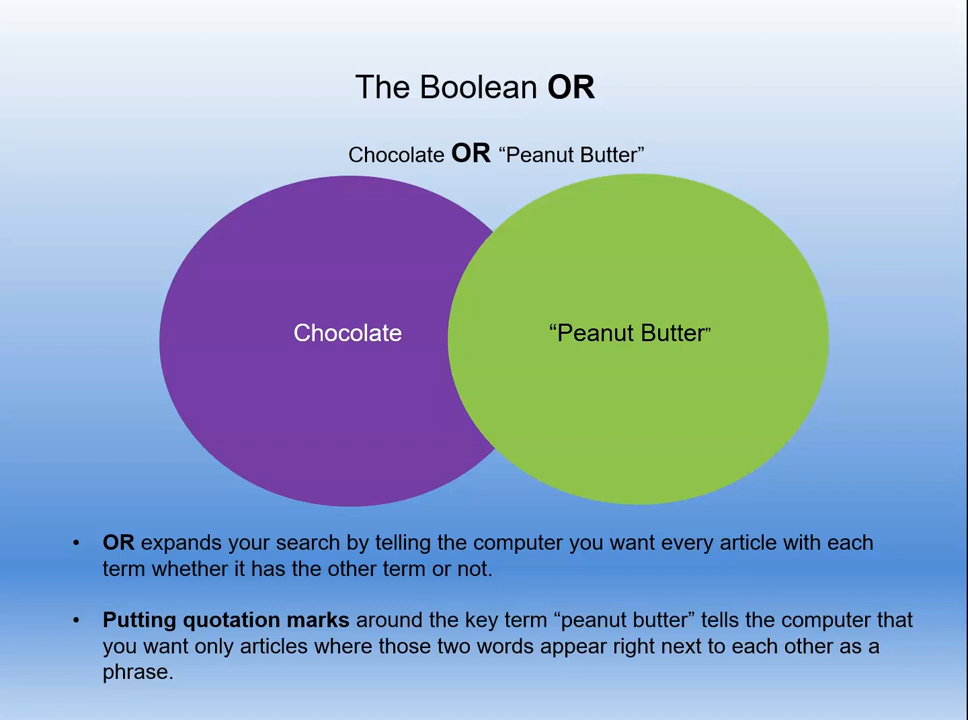 The Boolean OR
Chocolate OR “Peanut Butter”
Chocolate
“Peanut Butter”
• OR expands your search by telling the computer you want every article with each
term whether it has the other term or not.
• Putting quotation marks around the key term “peanut butter” tells the computer that
you want only articles where those two words appear right next to each other as a
phrase.